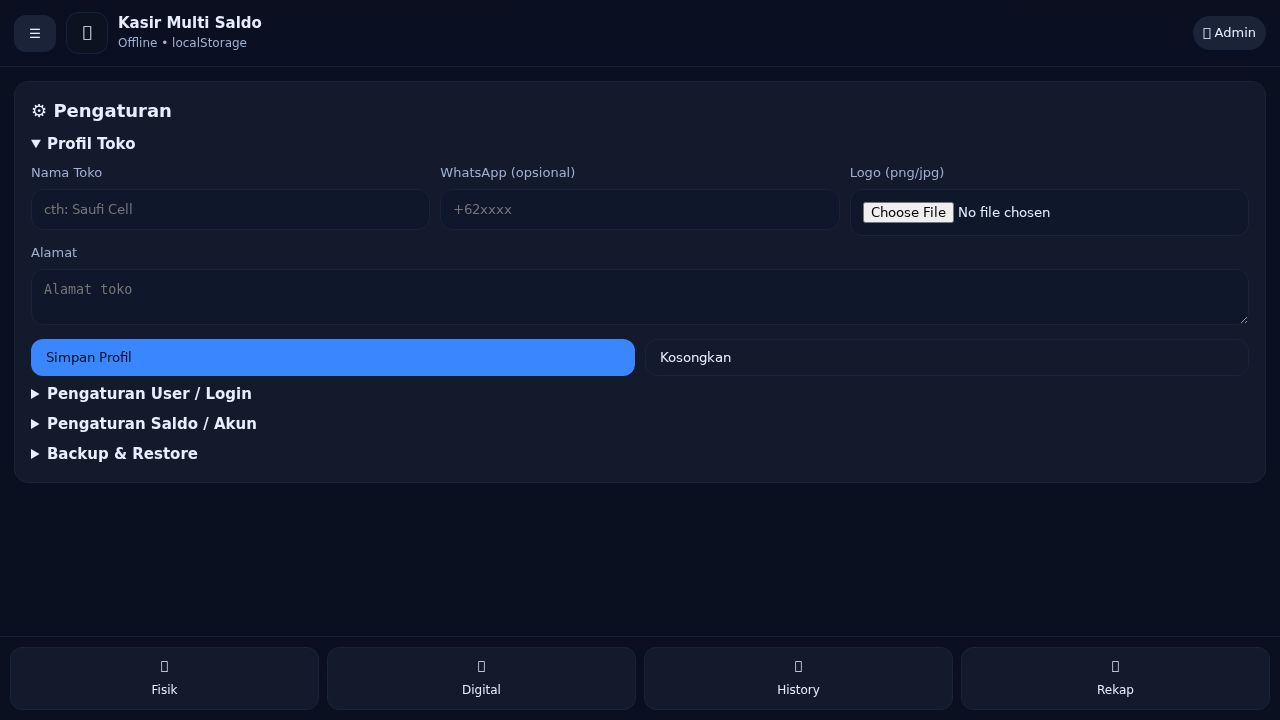 ☰
Kasir Multi Saldo
Offline • localStorage
Admin
⚙ Pengaturan
▼ Profil Toko
Nama Toko
WhatsApp (opsional)
Logo (png/jpg)
cth: Saufi Cell
+62xxxx
Choose File No file chosen
Alamat
Alamat toko
Simpan Profil
Kosongkan
▶ Pengaturan User / Login
▶ Pengaturan Saldo / Akun
▶ Backup & Restore
Fisik
Digital
History
Rekap